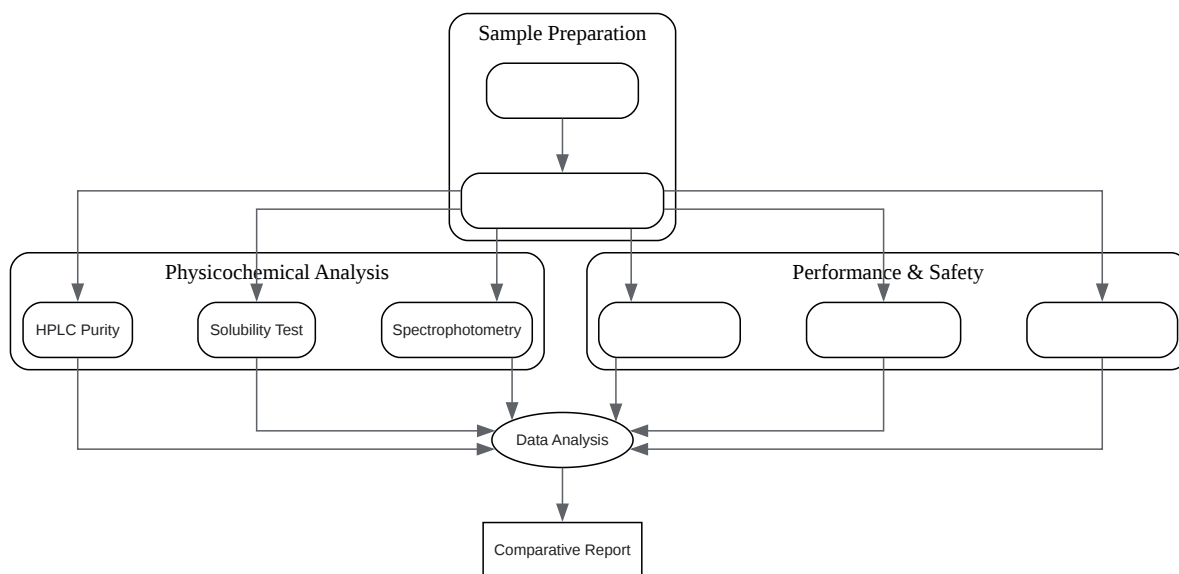 Sample Preparation
Physicochemical Analysis
Performance & Safety
HPLC Purity
Solubility Test
Spectrophotometry
Data Analysis
Comparative Report